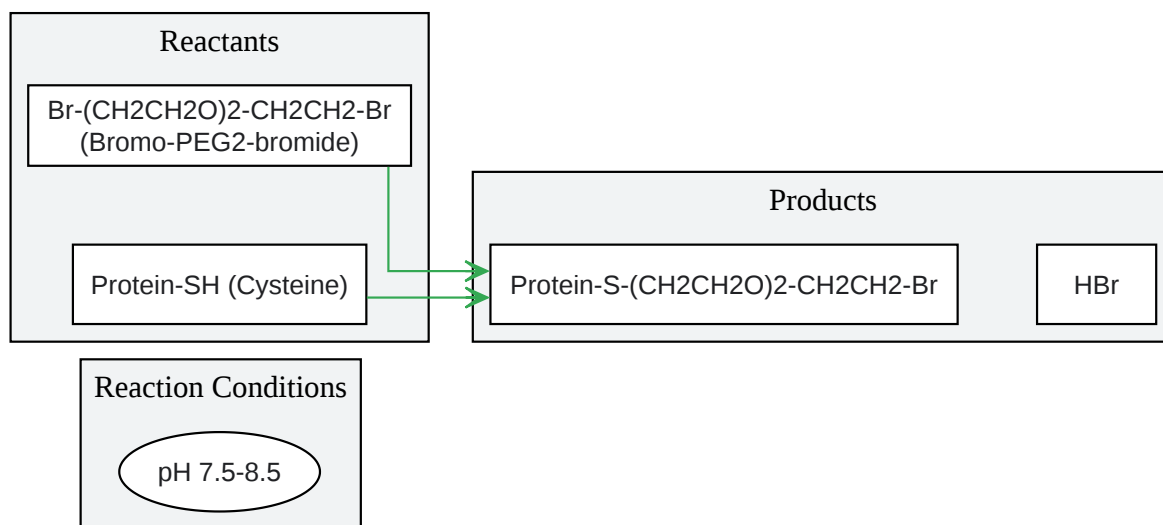 Reactants
Br-(CH2CH2O)2-CH2CH2-Br
(Bromo-PEG2-bromide)
Protein-SH (Cysteine)
Products
Protein-S-(CH2CH2O)2-CH2CH2-Br
HBr
Reaction Conditions
pH 7.5-8.5